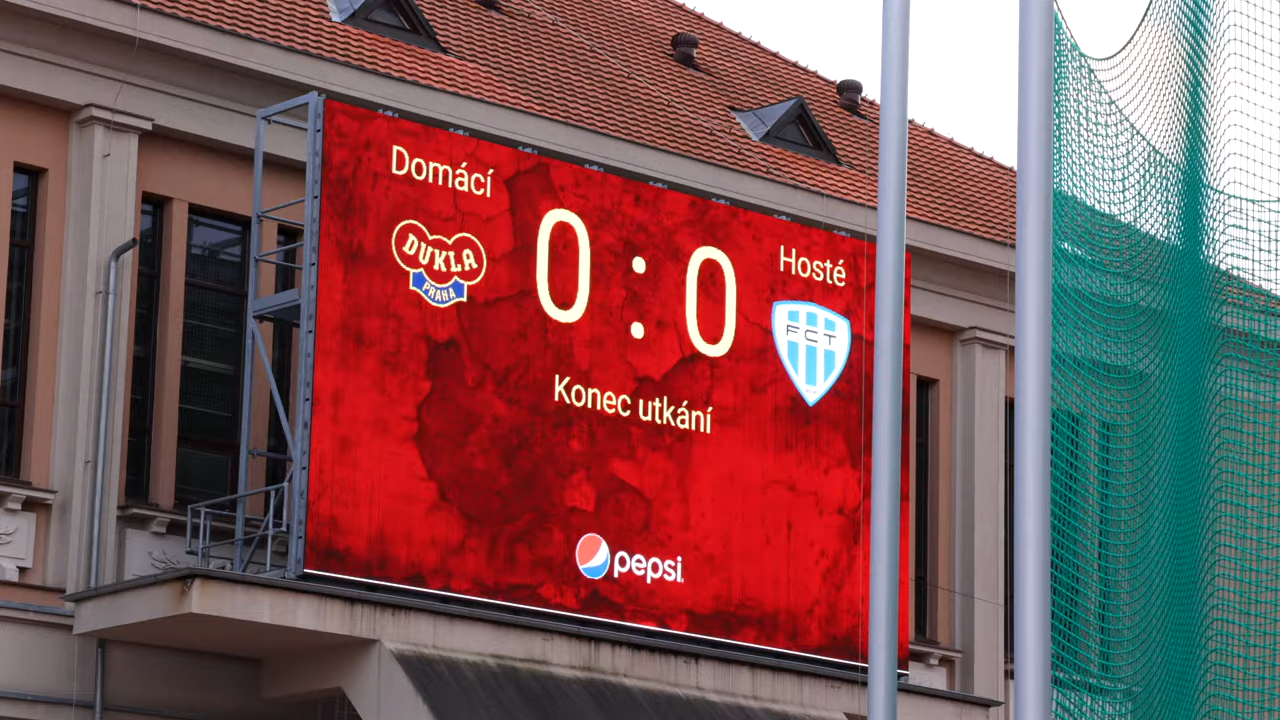 Domácí
DUKLA
PRAHA
0 : 0
Hosté
FCT
Konec utkání
pepsi